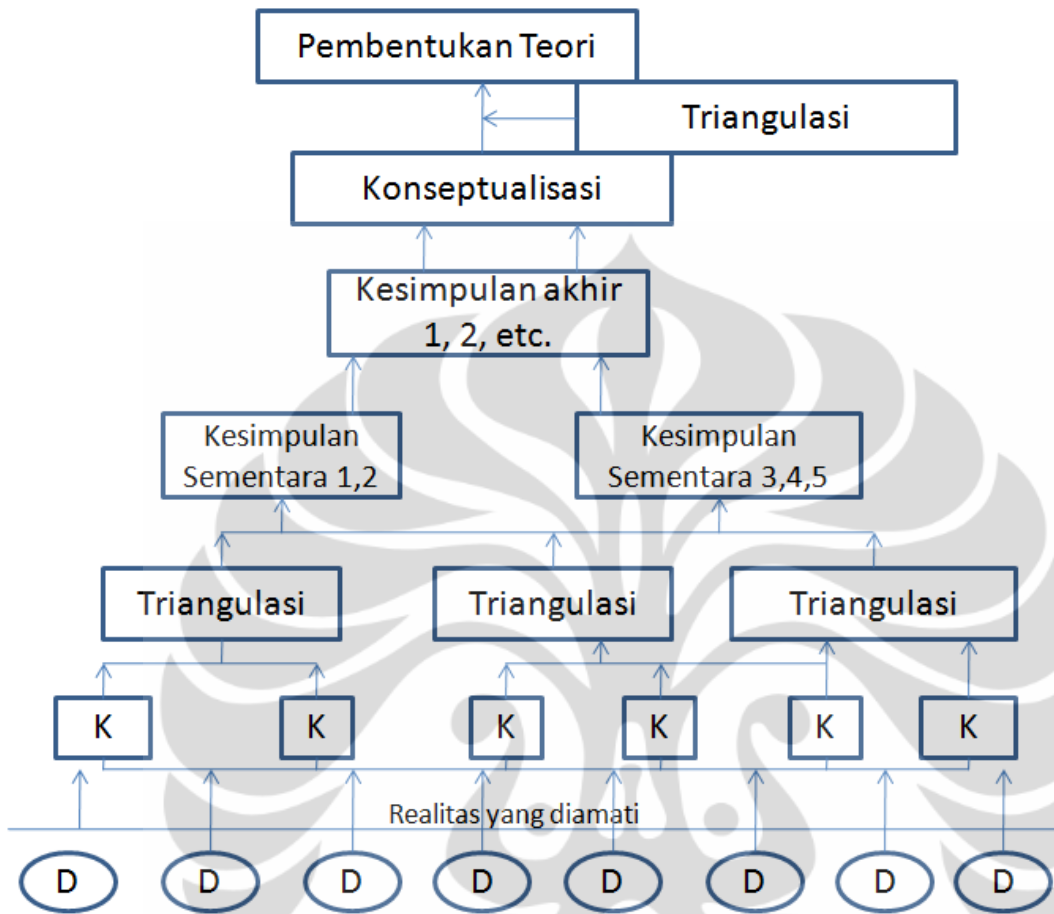 Pembentukan Teori
Triangulasi
Konseptualisasi
Kesimpulan akhir
1, 2, etc.
Kesimpulan
Sementara 1,2
Kesimpulan
Sementara 3,4,5
Triangulasi
Triangulasi
Triangulasi
K
K
K
K
K
K
Realitas yang diamati
D
D
D
D
D
D
D
D